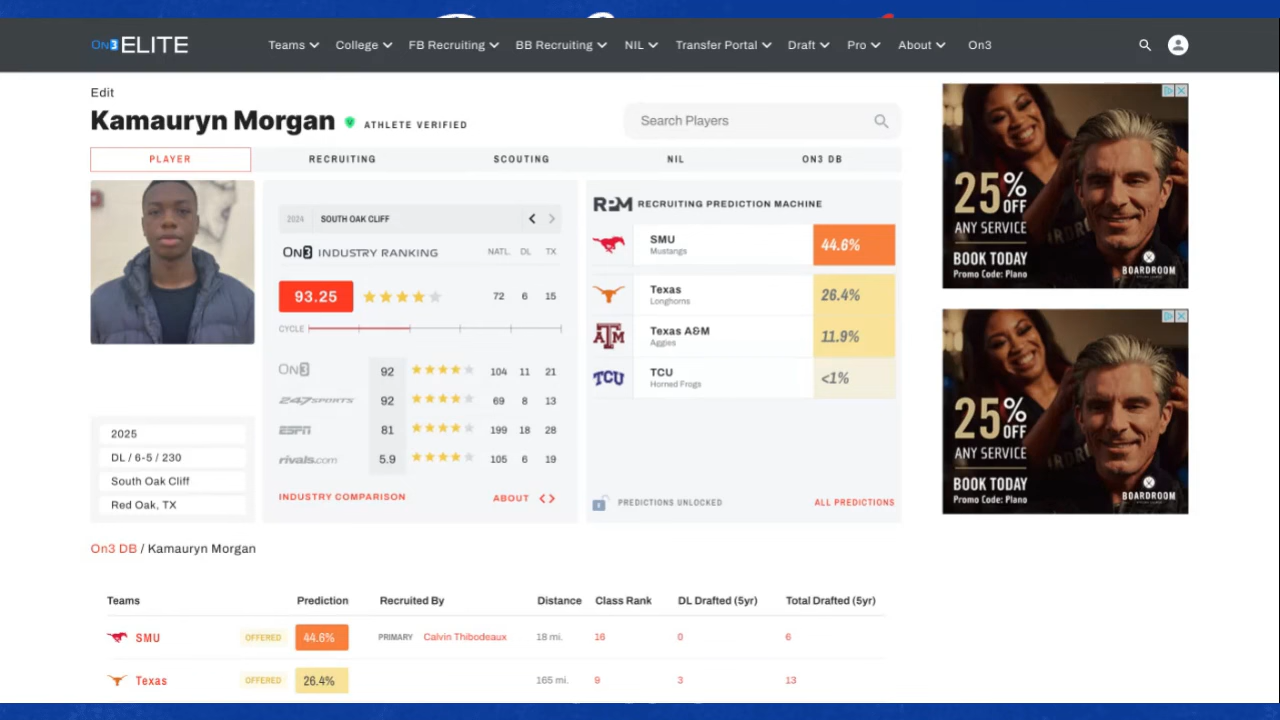 On3 ELITE Teams College FB Recruiting BB Recruiting NIL Transfer Portal Draft Pro About On3
Edit
Kamauryn Morgan ATHLETE VERIFIED
Search Players
PLAYER RECRUITING SCOUTING NIL ON3 DB
2024 SOUTH OAK CLIFF
On3 INDUSTRY RANKING NATL. DL TX
93.25 72 6 15
CYCLE
On3 92 104 11 21
247SPORTS 92 69 8 13
ESPN 81 199 18 28
rivals.com 5.9 105 6 19
INDUSTRY COMPARISON ABOUT
2025
DL / 6-5 / 230
South Oak Cliff
Red Oak, TX
RPM RECRUITING PREDICTION MACHINE
SMU
Mustangs
44.6%
Texas
Longhorns
26.4%
ATM
Texas A&M
Aggies
11.9%
TCU
TCU
Horned Frogs
<1%
PREDICTIONS UNLOCKED ALL PREDICTIONS
25% OFF
ANY SERVICE
BOOK TODAY
Promo Code: Plano
BOARDROOM
25% OFF
ANY SERVICE
BOOK TODAY
Promo Code: Plano
BOARDROOM
On3 DB / Kamauryn Morgan
Teams Prediction Recruited By Distance Class Rank DL Drafted (5yr) Total Drafted (5yr)
SMU OFFERED 44.6% PRIMARY Calvin Thibodeaux 18 mi. 16 0 6
Texas OFFERED 26.4% 165 mi. 9 3 13